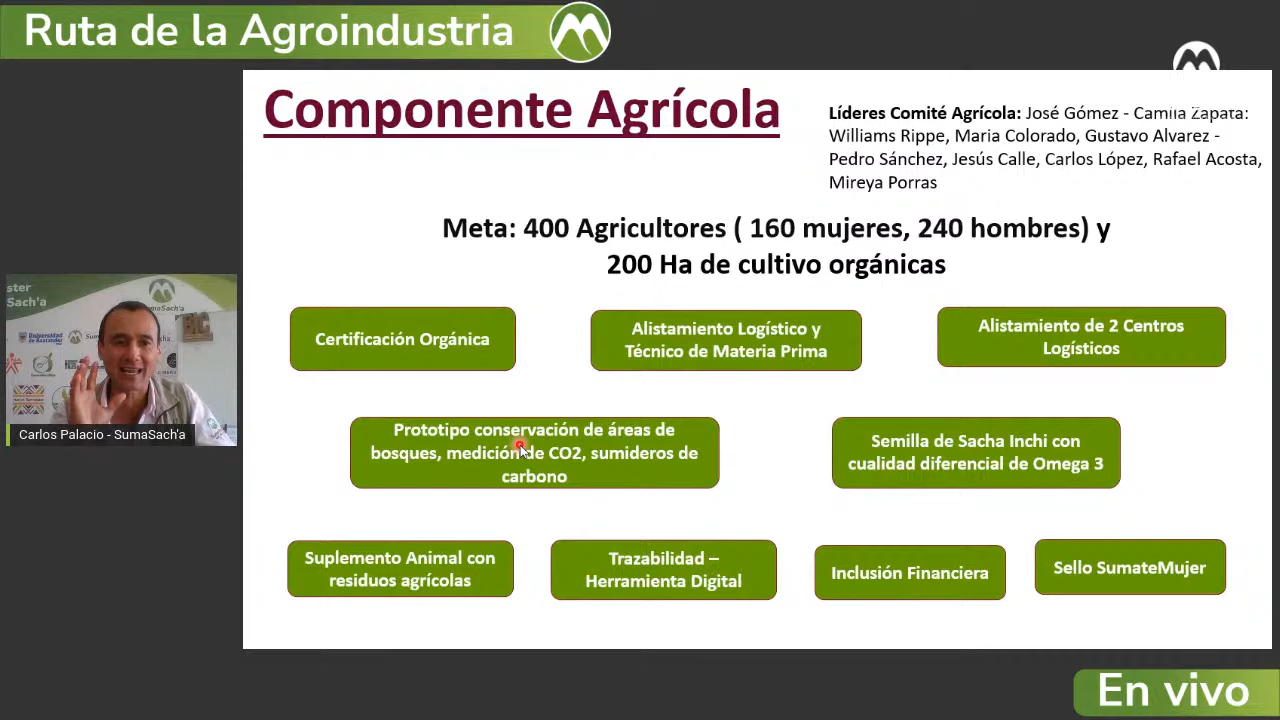 Ruta de la Agroindustria
Componente Agrícola
Líderes Comité Agrícola: José Gómez - Camila Zapata:
Williams Rippe, Maria Colorado, Gustavo Alvarez -
Pedro Sánchez, Jesús Calle, Carlos López, Rafael Acosta,
Mireya Porras
Meta: 400 Agricultores ( 160 mujeres, 240 hombres) y
200 Ha de cultivo orgánicas
Certificación Orgánica
Alistamiento Logístico y
Técnico de Materia Prima
Alistamiento de 2 Centros
Logísticos
ster
Sach'a
SumaSach'a
Universidad
Carlos Palacio - SumaSach'a
Prototipo conservación de áreas de
bosques, medición de CO2, sumideros de
carbono
Semilla de Sacha Inchi con
cualidad diferencial de Omega 3
Suplemento Animal con
residuos agrícolas
Trazabilidad –
Herramienta Digital
Inclusión Financiera
Sello SumateMujer
En vivo